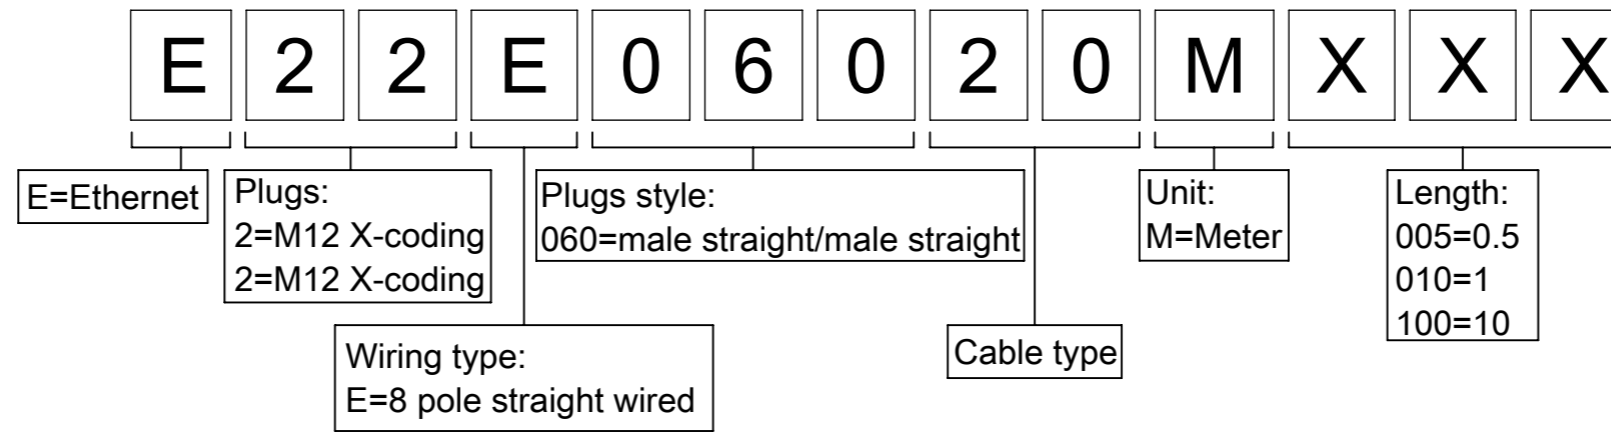 E 2 2 E 0 6 0 2 0 M X X X
E=Ethernet
Plugs:
2=M12 X-coding
2=M12 X-coding
Plugs style:
060=male straight/male straight
Unit:
M=Meter
Length:
005=0.5
010=1
100=10
Wiring type:
E=8 pole straight wired
Cable type